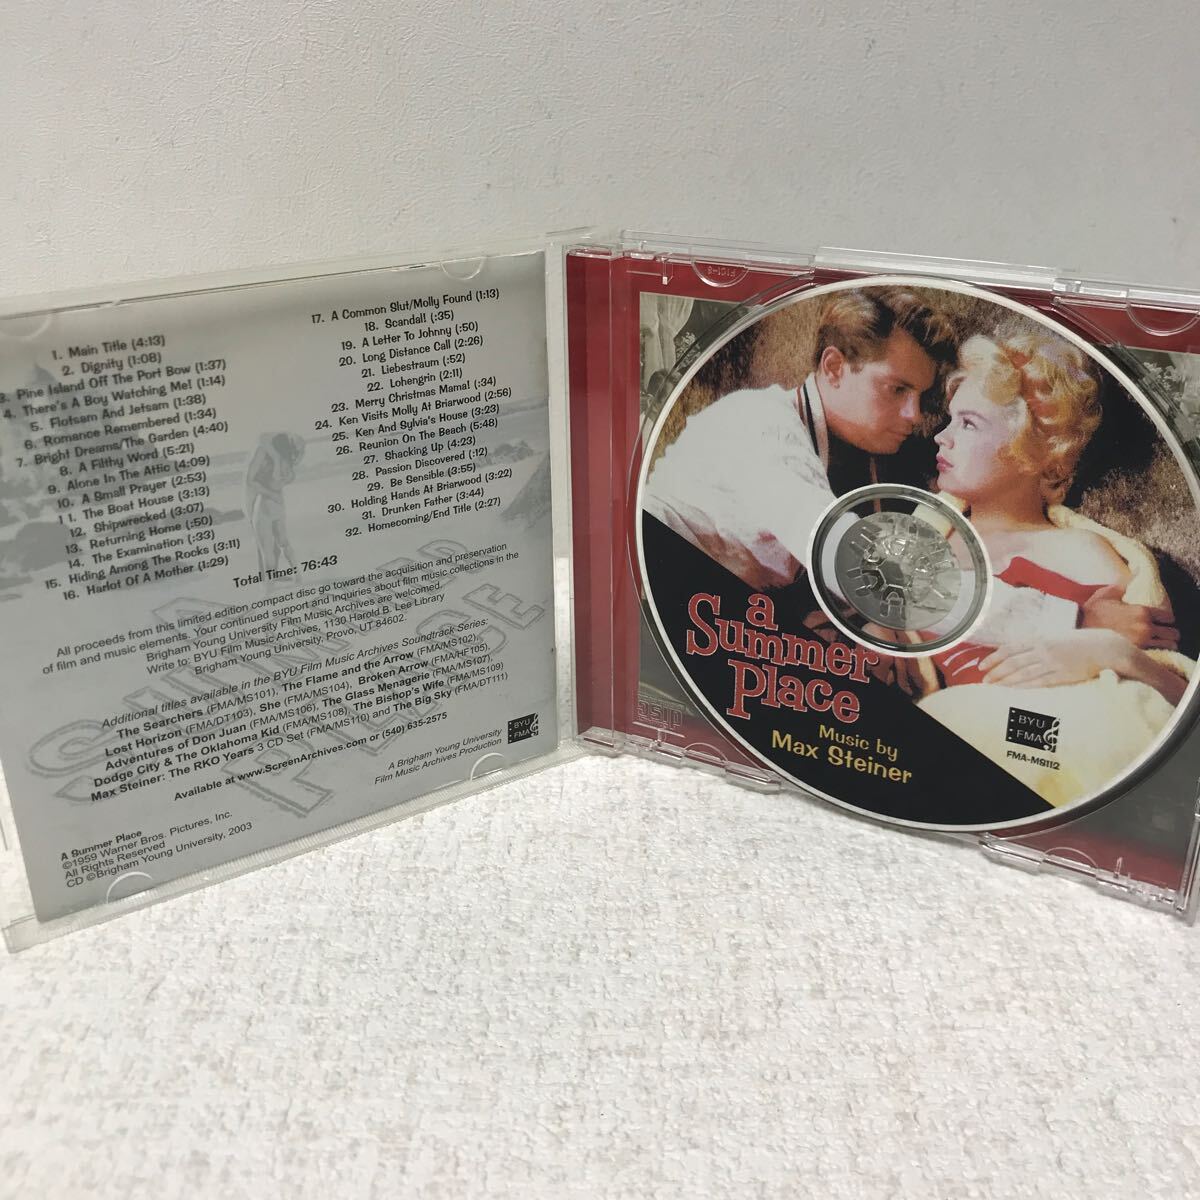 1. Main Title (4:13)
2. Dignity (1:08)
3. Pine Island Off The Port Bow (1:37)
4. There's A Boy Watching Me! (1:14)
5. Flotsam And Jetsam (1:38)
6. Romance Remembered (1:34)
7. Bright Dreams/The Garden (4:40)
8. A Filthy Word (5:21)
9. Alone In The Attic (4:09)
10. A Small Prayer (2:53)
11. The Boat House (3:13)
12. Shipwrecked (3:07)
13. Returning Home (:50)
14. The Examination (:33)
15. Hiding Among The Rocks (3:11)
16. Harlot Of A Mother (1:29)
17. A Common Slut/Molly Found (1:13)
18. Scandal! (:35)
19. A Letter To Johnny (:50)
20. Long Distance Call (2:26)
21. Liebestraum (:52)
22. Lohengrin (2:11)
23. Merry Christmas Mama! (:34)
24. Ken Visits Molly At Briarwood (2:56)
25. Ken And Sylvia's House (3:23)
26. Reunion On The Beach (5:48)
27. Shacking Up (4:23)
28. Passion Discovered (:12)
29. Be Sensible (3:55)
30. Holding Hands At Briarwood (3:22)
31. Drunken Father (3:44)
32. Homecoming/End Title (2:27)
Total Time: 76:43
All proceeds from this limited edition compact disc go toward the acquisition and preservation
of film and music elements. Your continued support and inquiries about film music collections in the
Brigham Young University Film Music Archives are welcomed.
Write to: BYU Film Music Archives, 1130 Harold B. Lee Library
Brigham Young University, Provo, UT 84602.
Additional titles available in the BYU Film Music Archives Soundtrack Series:
The Searchers (FMA/MS101), The Flame and the Arrow (FMA/MS102),
Lost Horizon (FMA/DT103), She (FMA/MS104), Broken Arrow (FMA/HF105),
Adventures of Don Juan (FMA/MS106), The Glass Menagerie (FMA/MS107),
Dodge City & The Oklahoma Kid (FMA/MS108), The Bishop's Wife (FMA/MS109)
Max Steiner: The RKO Years 3 CD Set (FMA/MS110) and The Big Sky (FMA/DT111)
Available at www.ScreenArchives.com or (540) 635-2575
A Brigham Young University
Film Music Archives Production
BYU
FMA
A Summer Place
©1959 Warner Bros. Pictures, Inc.
All Rights Reserved
CD ©Brigham Young University, 2003
a
Summer
Place
Music by
Max Steiner
BYU
FMA
FMA-MS112